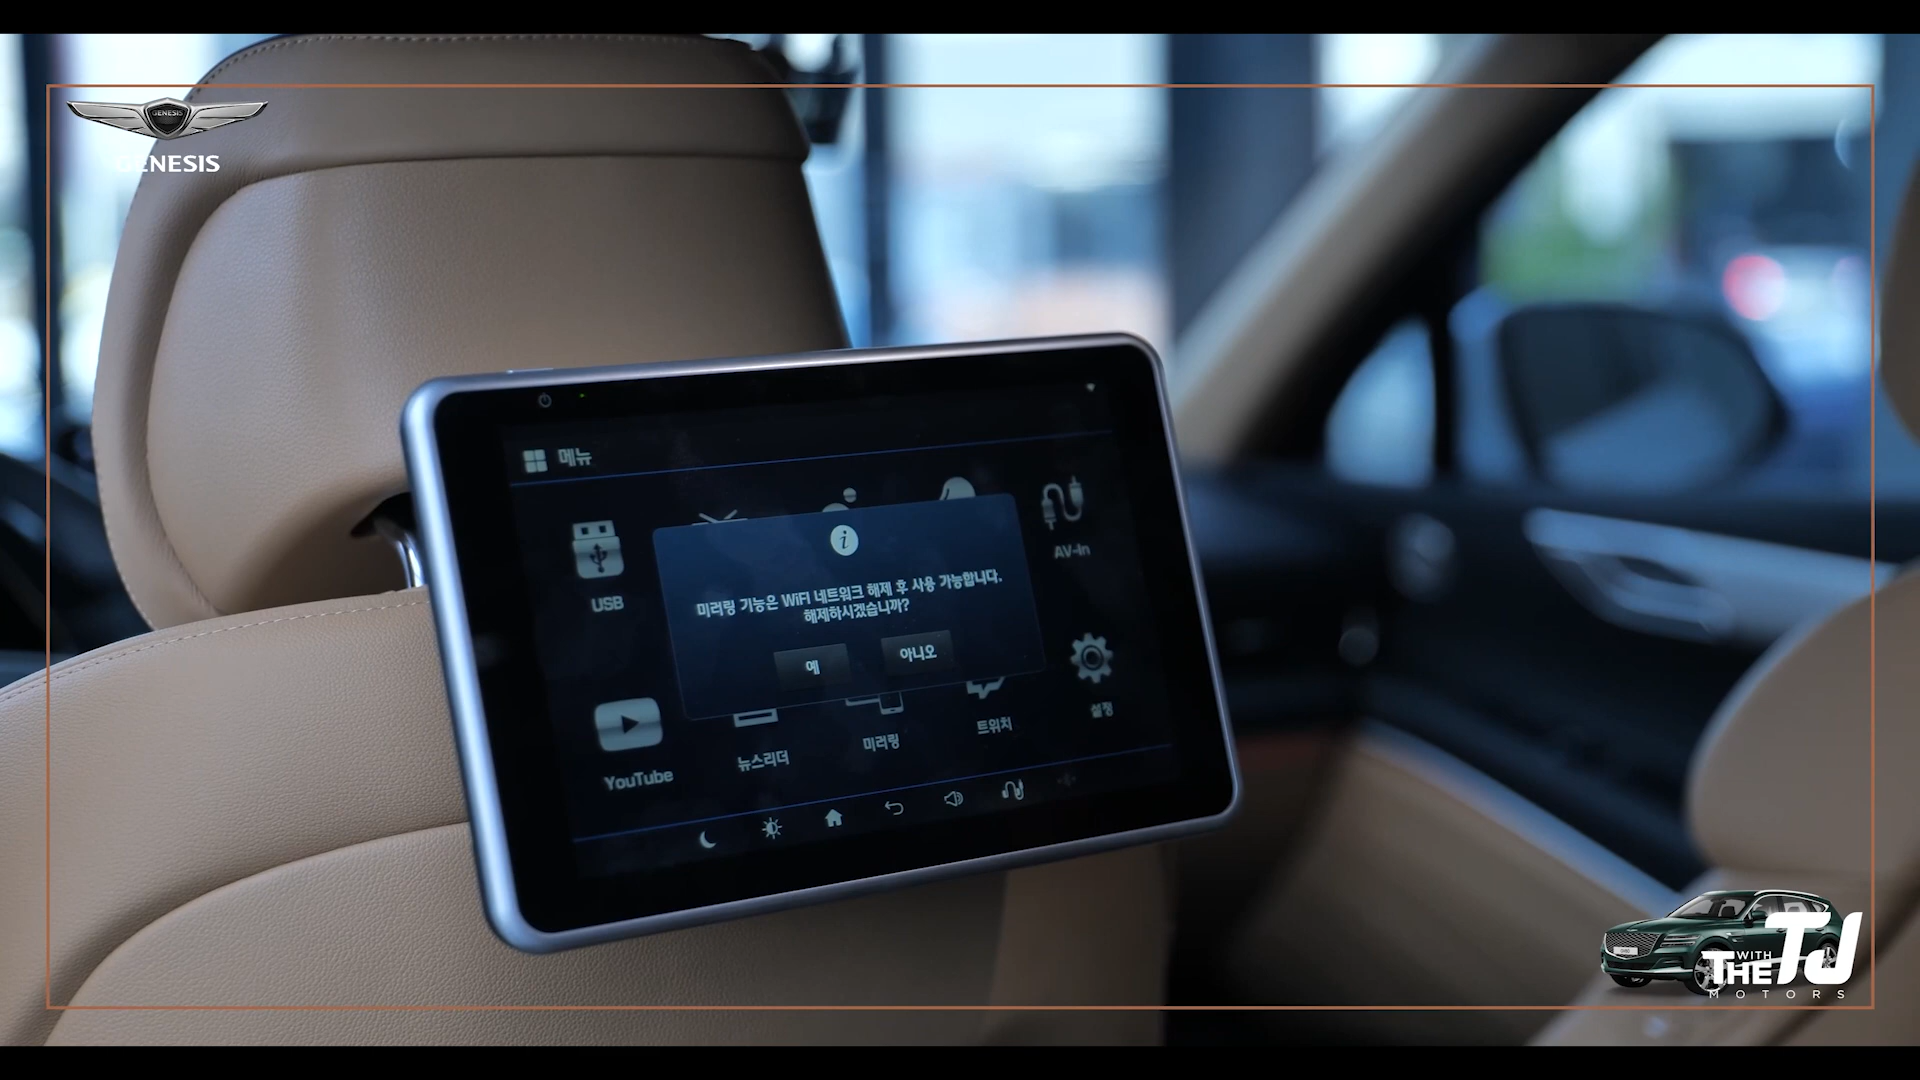 GENESIS
GENESIS
메뉴
USB
AV-In
미러링 기능은 WiFi 네트워크 해제 후 사용 가능합니다.
해제하시겠습니까?
예
아니오
YouTube
뉴스리더
미러링
트위치
설정
WITH
THE TJ
MOTORS